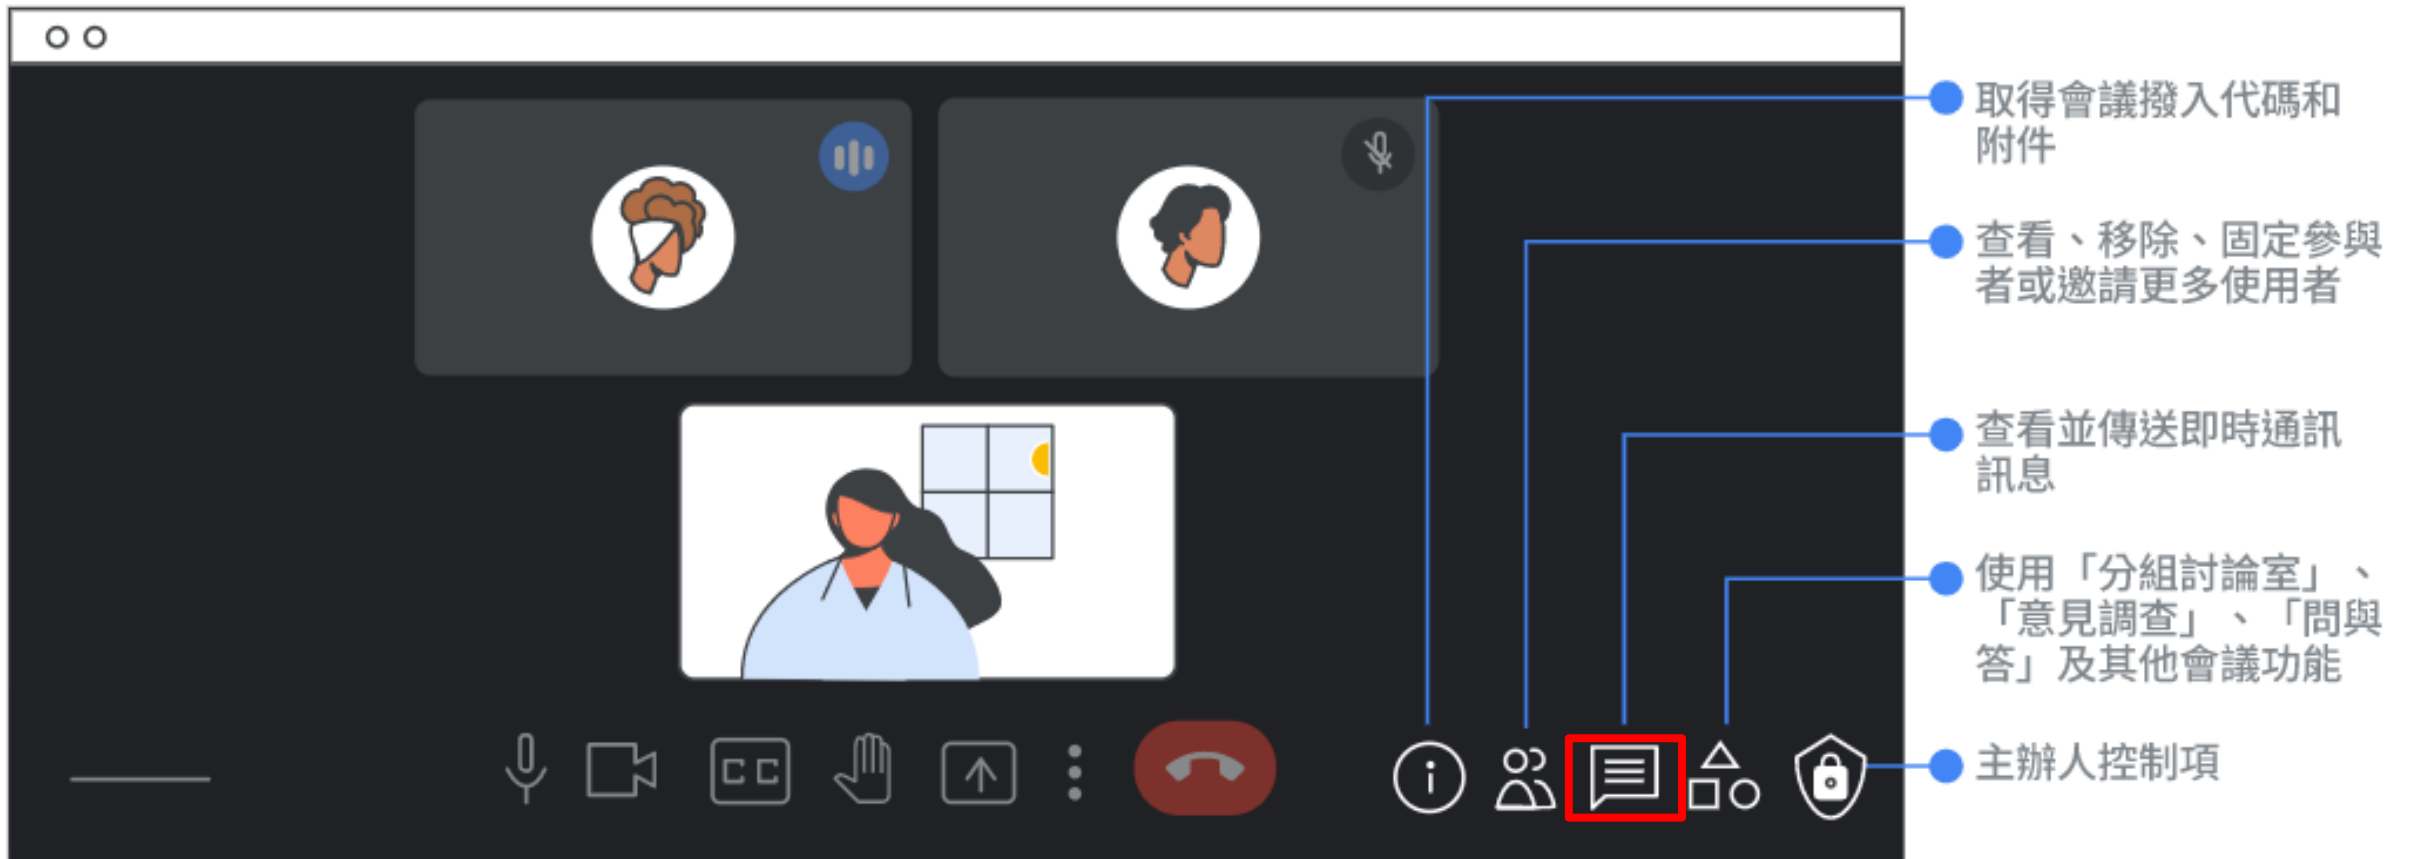 取得會議撥入代碼和
附件
查看、移除、固定參與
者或邀請更多使用者
查看並傳送即時通訊
訊息
使用「分組討論室」、
「意見調查」、「問與
答」及其他會議功能
CC
主辦人控制項